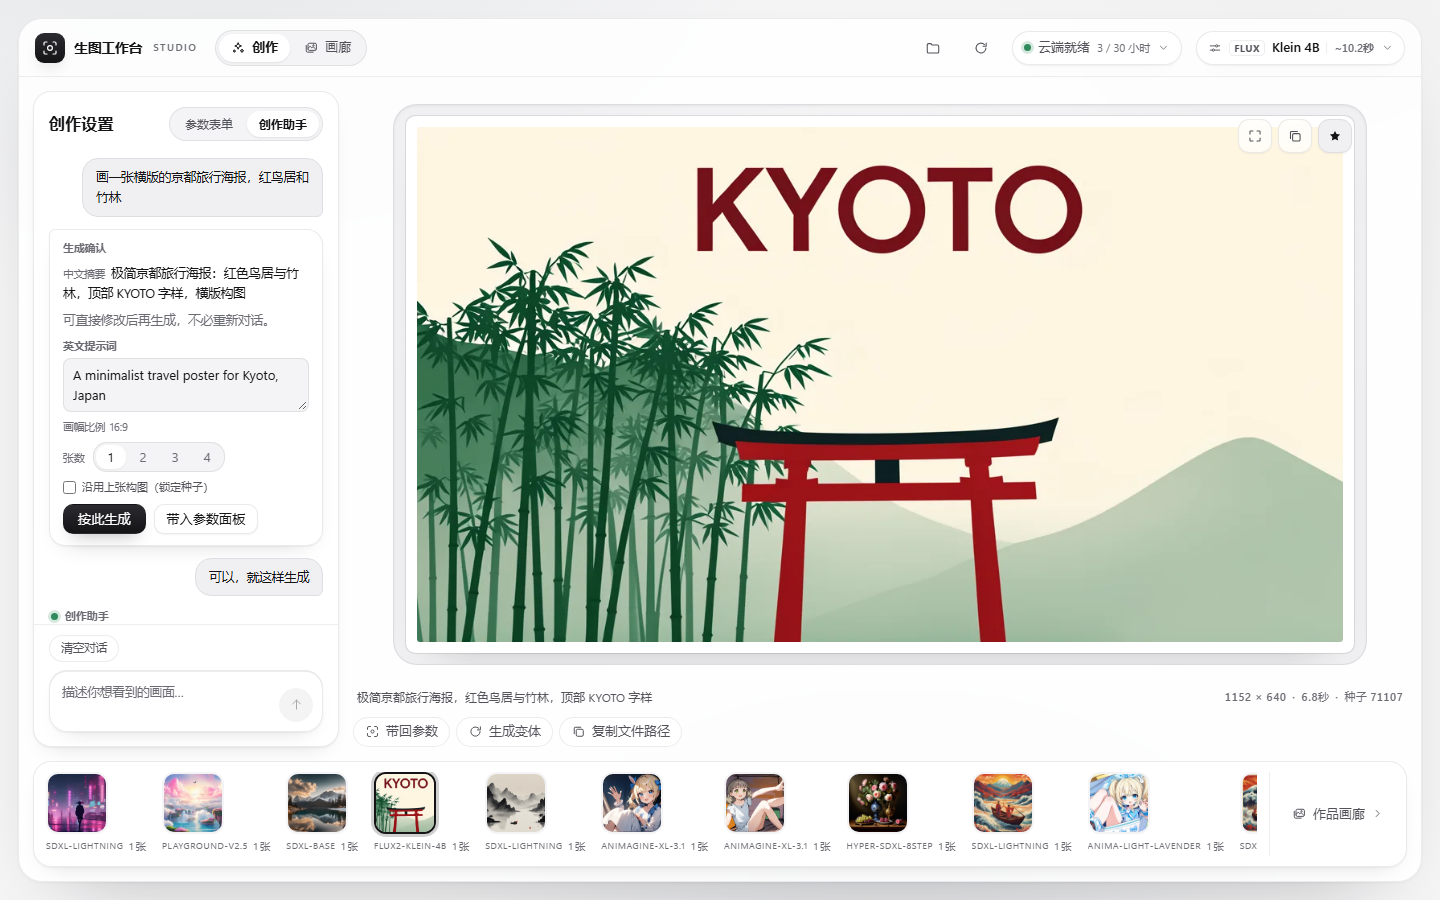 生图工作台 STUDIO 创作 画廊 云端就绪 3 / 30 小时 FLUX Klein 4B ~10.2秒
创作设置 参数表单 创作助手
画一张横版的京都旅行海报，红鸟居和
竹林
生成确认
中文摘要 极简京都旅行海报：红色鸟居与竹
林，顶部 KYOTO 字样，横版构图
可直接修改后再生成，不必重新对话。
英文提示词
A minimalist travel poster for Kyoto,
Japan
画幅比例 16:9
张数 1 2 3 4
沿用上张构图（锁定种子）
按此生成 带入参数面板
可以，就这样生成
创作助手
清空对话
描述你想看到的画面...
KYOTO
极简京都旅行海报，红色鸟居与竹林，顶部 KYOTO 字样
1152 × 640 · 6.8秒 · 种子 71107
带回参数 生成变体 复制文件路径
KYOTO
SDXL-LIGHTNING 1张 PLAYGROUND-V2.5 1张 SDXL-BASE 1张 FLUX2-KLEIN-4B 1张 SDXL-LIGHTNING 1张 ANIMAGINE-XL-3.1 1张 ANIMAGINE-XL-3.1 1张 HYPER-SDXL-8STEP 1张 SDXL-LIGHTNING 1张 ANIMA-LIGHT-LAVENDER 1张 SDX
作品画廊